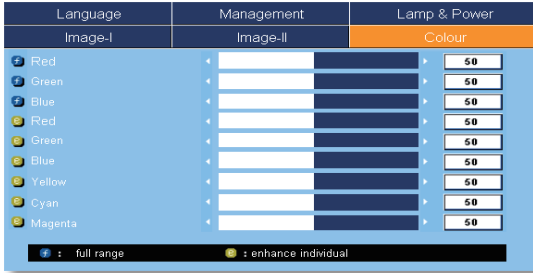 Language Management Lamp & Power
Image-I Image-II Colour
f Red 50
f Green 50
f Blue 50
e Red 50
e Green 50
e Blue 50
e Yellow 50
e Cyan 50
e Magenta 50
f : full range e : enhance individual